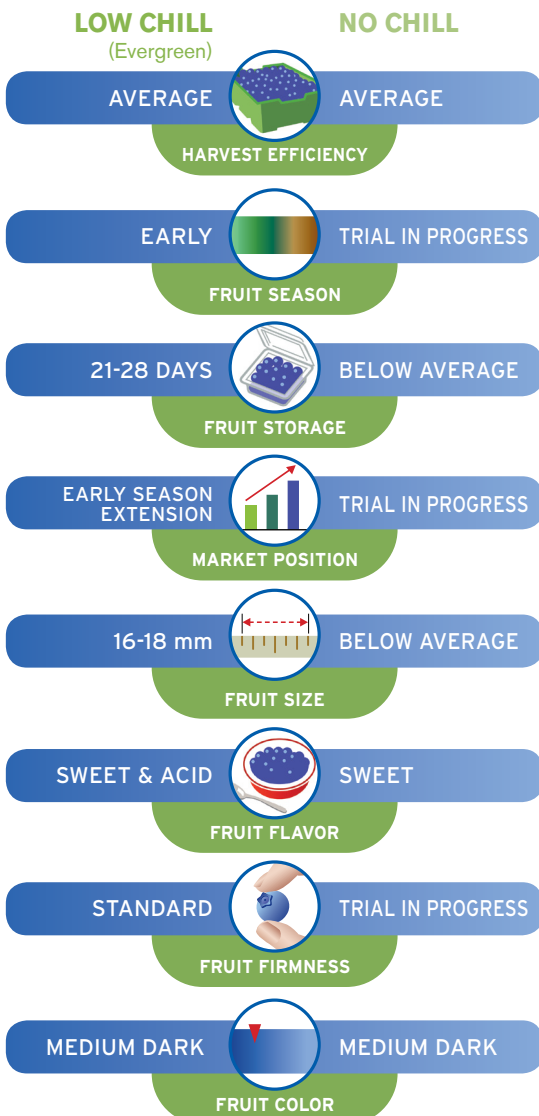 LOW CHILL
(Evergreen)
NO CHILL
AVERAGE
AVERAGE
HARVEST EFFICIENCY
EARLY
TRIAL IN PROGRESS
FRUIT SEASON
21-28 DAYS
BELOW AVERAGE
FRUIT STORAGE
EARLY SEASON
EXTENSION
TRIAL IN PROGRESS
MARKET POSITION
16-18 mm
BELOW AVERAGE
FRUIT SIZE
SWEET & ACID
SWEET
FRUIT FLAVOR
STANDARD
TRIAL IN PROGRESS
FRUIT FIRMNESS
MEDIUM DARK
MEDIUM DARK
FRUIT COLOR